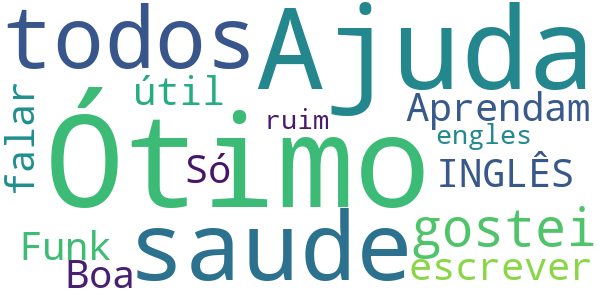 todos
Ajuda
útil
Aprendam
falar
ruim
engles
Ótimo
Só
INGLÊS
gostei
Funk
saude
escrever
Boa